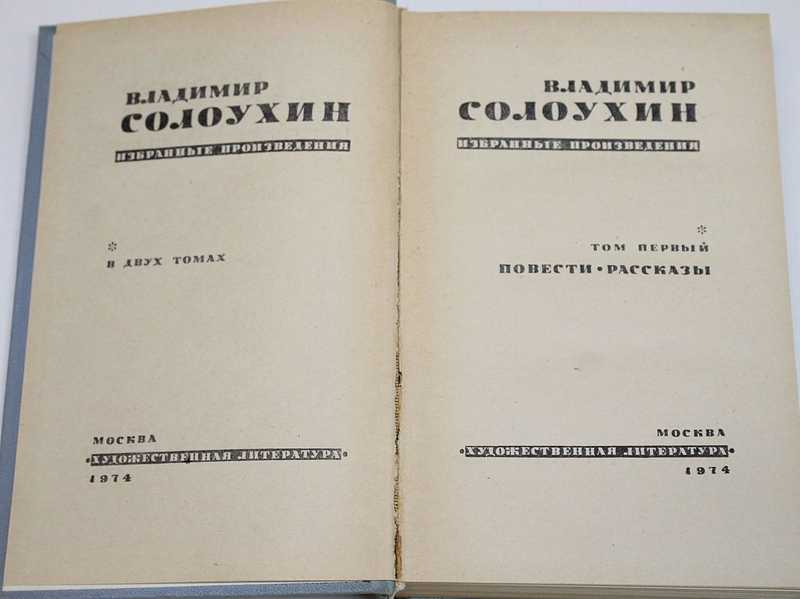 ВЛАДИМИР
СОЛОУХИН
ИЗБРАННЫЕ ПРОИЗВЕДЕНИЯ
*
В ДВУХ ТОМАХ
МОСКВА
•ХУДОЖЕСТВЕННАЯ ЛИТЕРАТУРА•
1974
ВЛАДИМИР
СОЛОУХИН
ИЗБРАННЫЕ ПРОИЗВЕДЕНИЯ
*
ТОМ ПЕРВЫЙ
ПОВЕСТИ • РАССКАЗЫ
МОСКВА
•ХУДОЖЕСТВЕННАЯ ЛИТЕРАТУРА•
1974